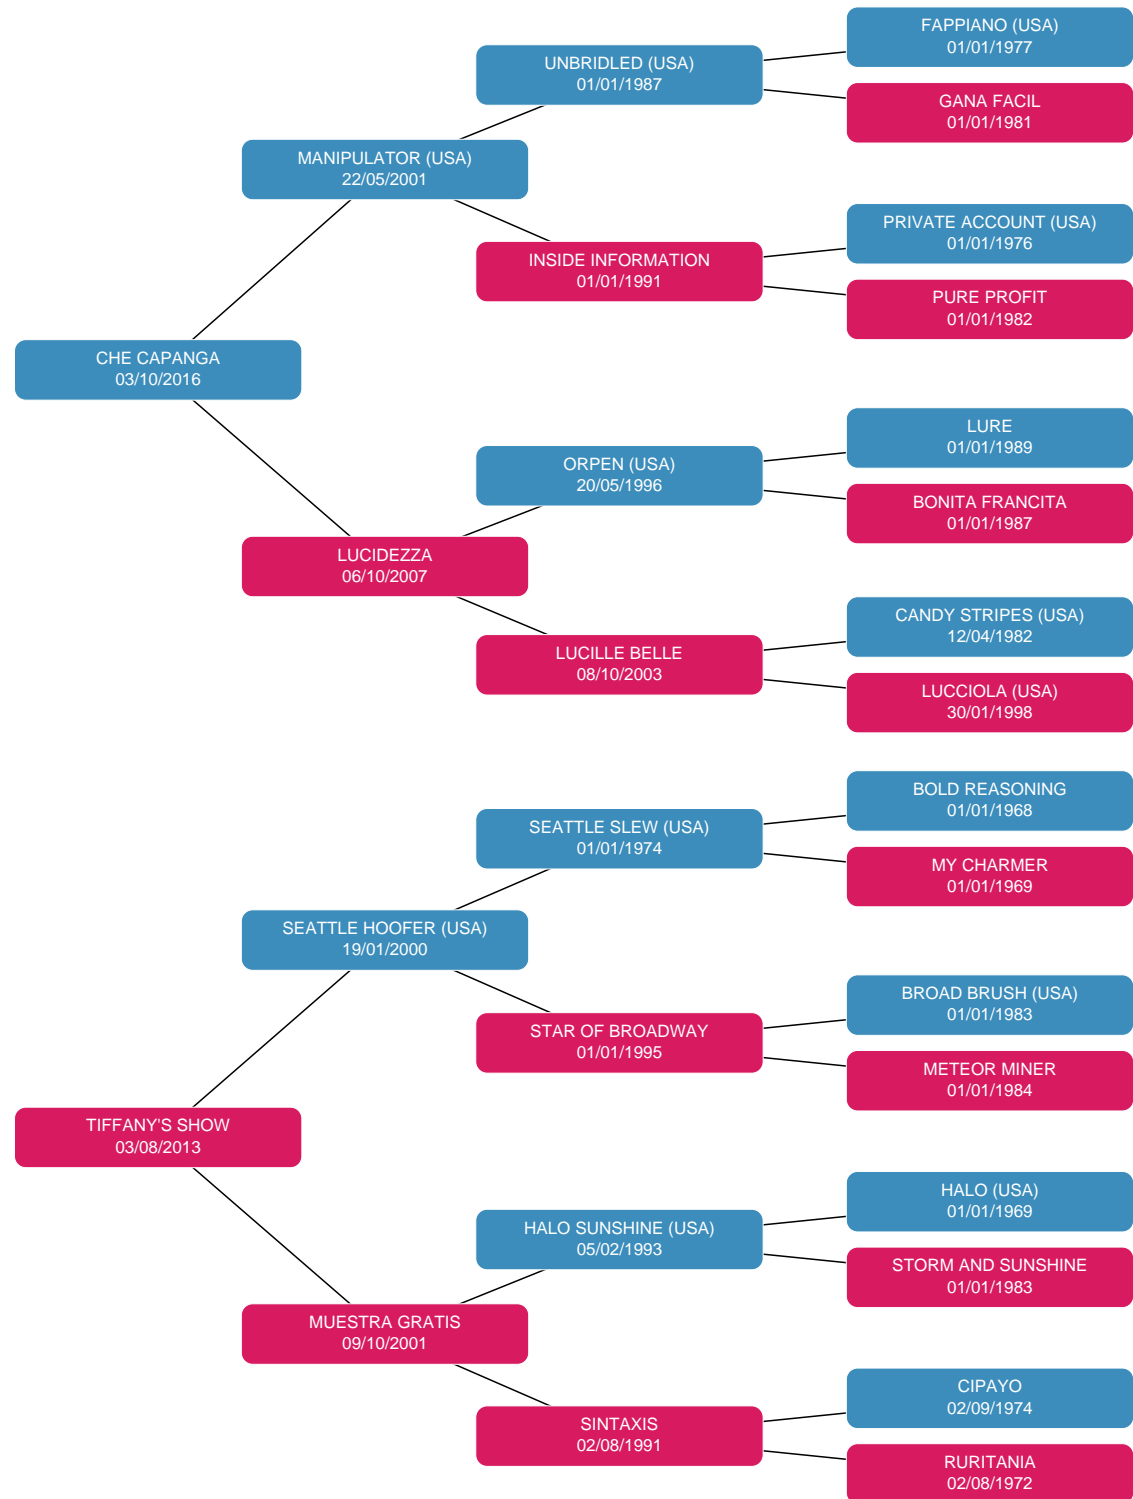 FAPPIANO (USA)
01/01/1977
UNBRIDLED (USA)
01/01/1987
GANA FACIL
01/01/1981
MANIPULATOR (USA)
22/05/2001
PRIVATE ACCOUNT (USA)
01/01/1976
INSIDE INFORMATION
01/01/1991
PURE PROFIT
01/01/1982
CHE CAPANGA
03/10/2016
LURE
01/01/1989
ORPEN (USA)
20/05/1996
BONITA FRANCITA
01/01/1987
LUCIDEZZA
06/10/2007
CANDY STRIPES (USA)
12/04/1982
LUCILLE BELLE
08/10/2003
LUCCIOLA (USA)
30/01/1998
BOLD REASONING
01/01/1968
SEATTLE SLEW (USA)
01/01/1974
MY CHARMER
01/01/1969
SEATTLE HOOFER (USA)
19/01/2000
BROAD BRUSH (USA)
01/01/1983
STAR OF BROADWAY
01/01/1995
METEOR MINER
01/01/1984
TIFFANY'S SHOW
03/08/2013
HALO (USA)
01/01/1969
HALO SUNSHINE (USA)
05/02/1993
STORM AND SUNSHINE
01/01/1983
MUESTRA GRATIS
09/10/2001
CIPAYO
02/09/1974
SINTAXIS
02/08/1991
RURITANIA
02/08/1972